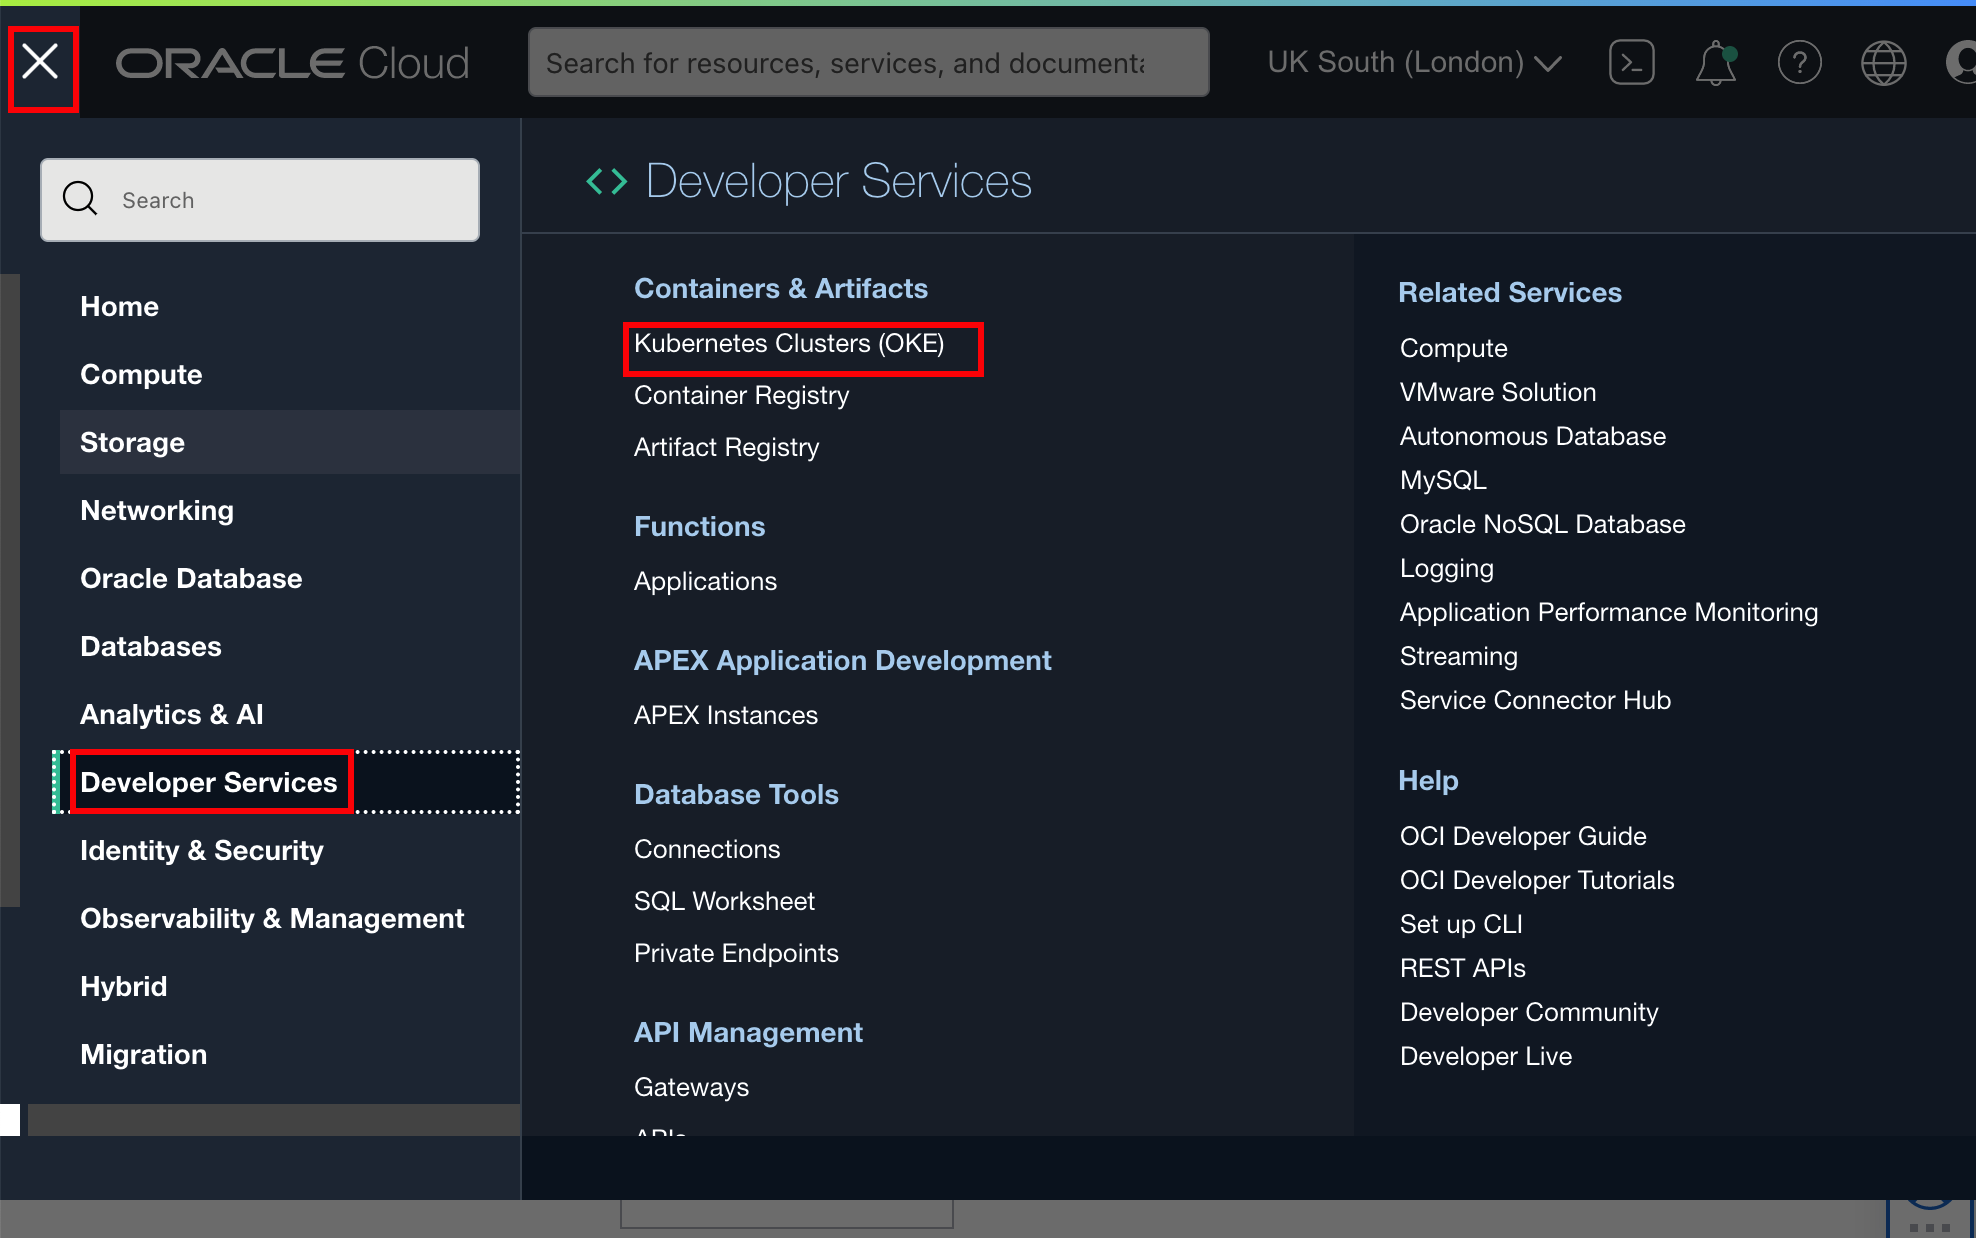 ORACLE Cloud
Search for resources, services, and documenta
UK South (London)
Search
Home
Compute
Storage
Networking
Oracle Database
Databases
Analytics & AI
Developer Services
Identity & Security
Observability & Management
Hybrid
Migration
Developer Services
Containers & Artifacts
Kubernetes Clusters (OKE)
Container Registry
Artifact Registry
Functions
Applications
APEX Application Development
APEX Instances
Database Tools
Connections
SQL Worksheet
Private Endpoints
API Management
Gateways
APIs
Related Services
Compute
VMware Solution
Autonomous Database
MySQL
Oracle NoSQL Database
Logging
Application Performance Monitoring
Streaming
Service Connector Hub
Help
OCI Developer Guide
OCI Developer Tutorials
Set up CLI
REST APIs
Developer Community
Developer Live